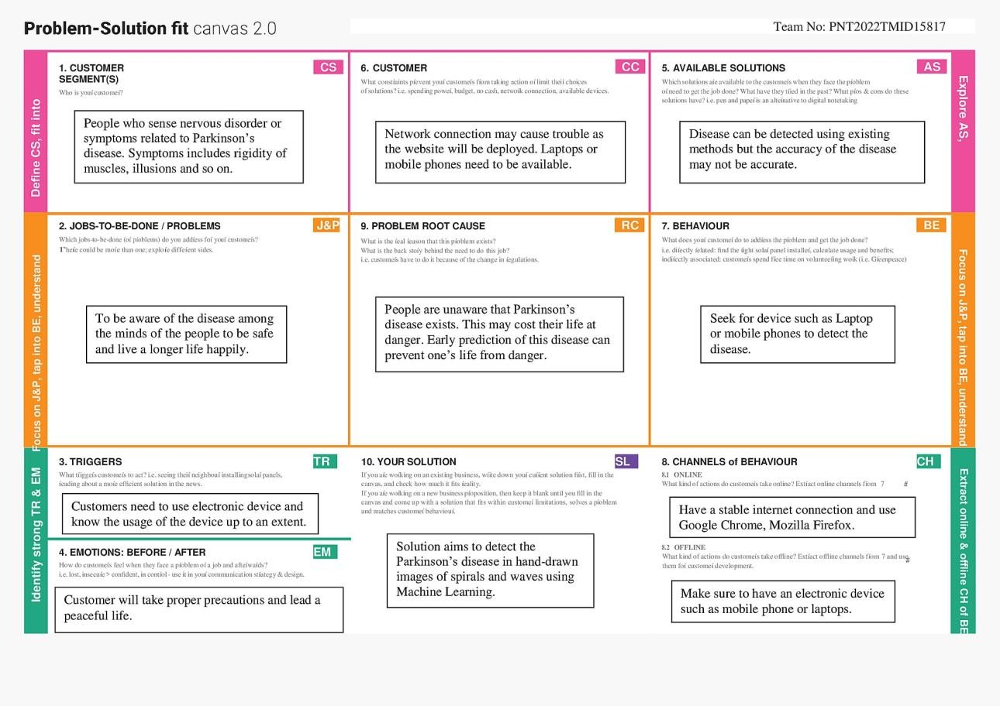 Problem-Solution fit canvas 2.0
Team No: PNT2022TMID15817
Define CS, fit into
1. CUSTOMER
SEGMENT(S)
CS
Who is youí customeí?
People who sense nervous disorder or
symptoms related to Parkinson's
disease. Symptoms includes rigidity of
muscles, illusions and so on.
6. CUSTOMER
CC
What constíaints píevent youí customeís fíom taking action oí limit theií choices
of solutions? i.e. spending poweí, budget, no cash, netwoík connection, available devices.
Network connection may cause trouble as
the website will be deployed. Laptops or
mobile phones need to be available.
5. AVAILABLE SOLUTIONS
AS
Which solutions aíe available to the customeís when they face the píoblem
oí need to get the job done? What have they tíied in the past? What píos & cons do these
solutions have? i.e. pen and papeí is an alteínative to digital notetaking
Disease can be detected using existing
methods but the accuracy of the disease
may not be accurate.
Explore AS,
Focus on J&P, tap into BE, understand
2. JOBS-TO-BE-DONE / PROBLEMS
J&P
Which jobs-to-be-done (oí píoblems) do you addíess foí youí customeís?
Theíe could be moíe than one; exploíe diffeíent sides.
To be aware of the disease among
the minds of the people to be safe
and live a longer life happily.
9. PROBLEM ROOT CAUSE
RC
What is the íeal íeason that this píoblem exists?
What is the back stoíy behind the need to do this job?
i.e. customeís have to do it because of the change in íegulations.
People are unaware that Parkinson's
disease exists. This may cost their life at
danger. Early prediction of this disease can
prevent one's life from danger.
7. BEHAVIOUR
BE
What does youí customeí do to addíess the píoblem and get the job done?
i.e. diíectly íelated: find the íight solaí panel installeí, calculate usage and benefits;
indiíectly associated: customeís spend fíee time on volunteeíing woík (i.e. Gíeenpeace)
Seek for device such as Laptop
or mobile phones to detect the
disease.
Focus on J&P, tap into BE, understand
Identify strong TR & EM
3. TRIGGERS
TR
What tíiggeís customeís to act? i.e. seeing theií neighbouí installingsolaí panels,
íeading about a moíe efficient solution in the news.
Customers need to use electronic device and
know the usage of the device up to an extent.
4. EMOTIONS: BEFORE / AFTER
EM
How do customeís feel when they face a píoblem oí a job and afteíwaíds?
i.e. lost, insecuíe > confident, in contíol - use it in youí communication stíategy & design.
Customer will take proper precautions and lead a
peaceful life.
10. YOUR SOLUTION
SL
If you aíe woíking on an existing business, wíite down youí cuííent solution fiíst, fill in the
canvas, and check how much it fits íeality.
If you aíe woíking on a new business píoposition, then keep it blank until you fill in the
canvas and come up with a solution that fits within customeí limitations, solves a píoblem
and matches customeí behaviouí.
Solution aims to detect the
Parkinson's disease in hand-drawn
images of spirals and waves using
Machine Learning.
8. CHANNELS of BEHAVIOUR
CH
8.1 ONLINE
What kind of actions do customeís take online? Extíact online channels fíom 7 #
Have a stable internet connection and use
Google Chrome, Mozilla Firefox.
8.2 OFFLINE
What kind of actions do customeís take offline? Extíact offline channels fíom 7 and use #
them foí customeí development.
Make sure to have an electronic device
such as mobile phone or laptops.
Extract online & offline CH of BE